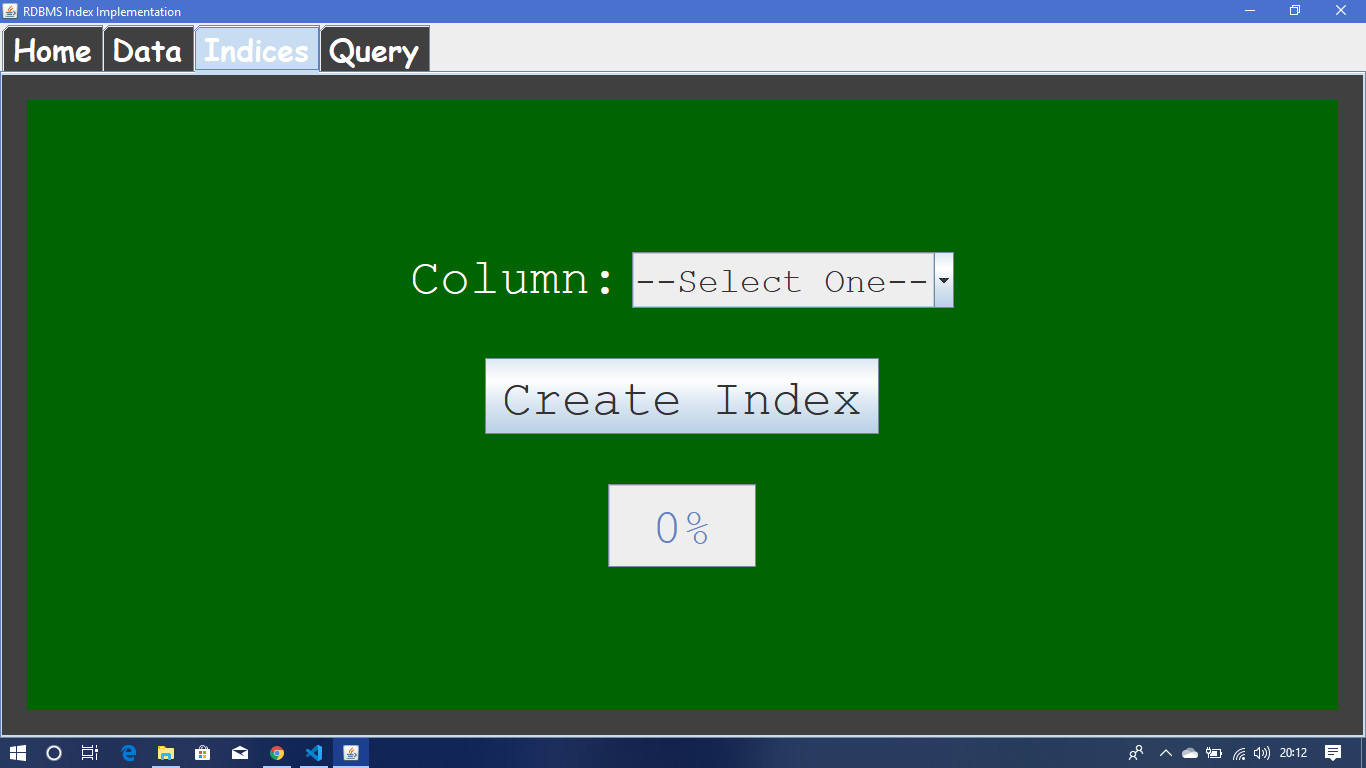 RDBMS Index Implementation
Home Data Indices Query
Column: --Select One--
Create Index
0%
20:12